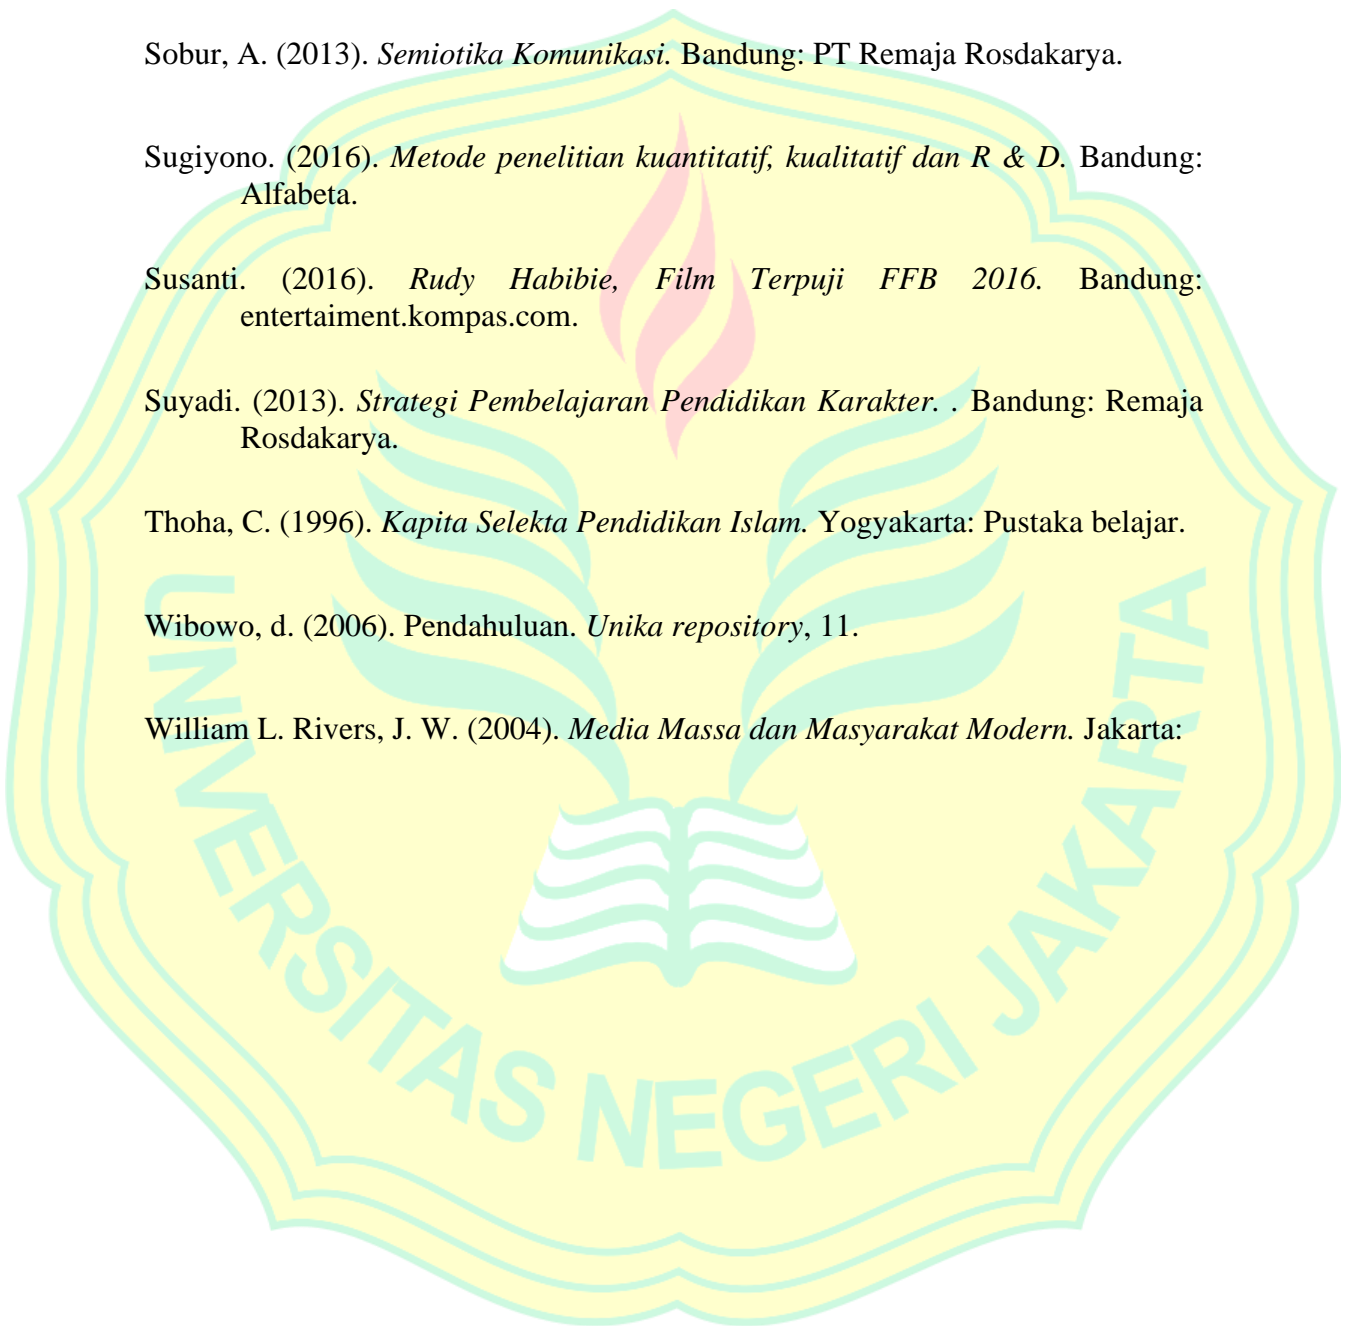 Sobur, A. (2013). Semiotika Komunikasi. Bandung: PT Remaja Rosdakarya.
Sugiyono. (2016). Metode penelitian kuantitatif, kualitatif dan R & D. Bandung:
Alfabeta.
Susanti. (2016). Rudy Habibie, Film Terpuji FFB 2016. Bandung:
entertaiment.kompas.com.
Suyadi. (2013). Strategi Pembelajaran Pendidikan Karakter. . Bandung: Remaja
Rosdakarya.
Thoha, C. (1996). Kapita Selekta Pendidikan Islam. Yogyakarta: Pustaka belajar.
Wibowo, d. (2006). Pendahuluan. Unika repository, 11.
William L. Rivers, J. W. (2004). Media Massa dan Masyarakat Modern. Jakarta:
UNIVERSITAS NEGERI JAKARTA